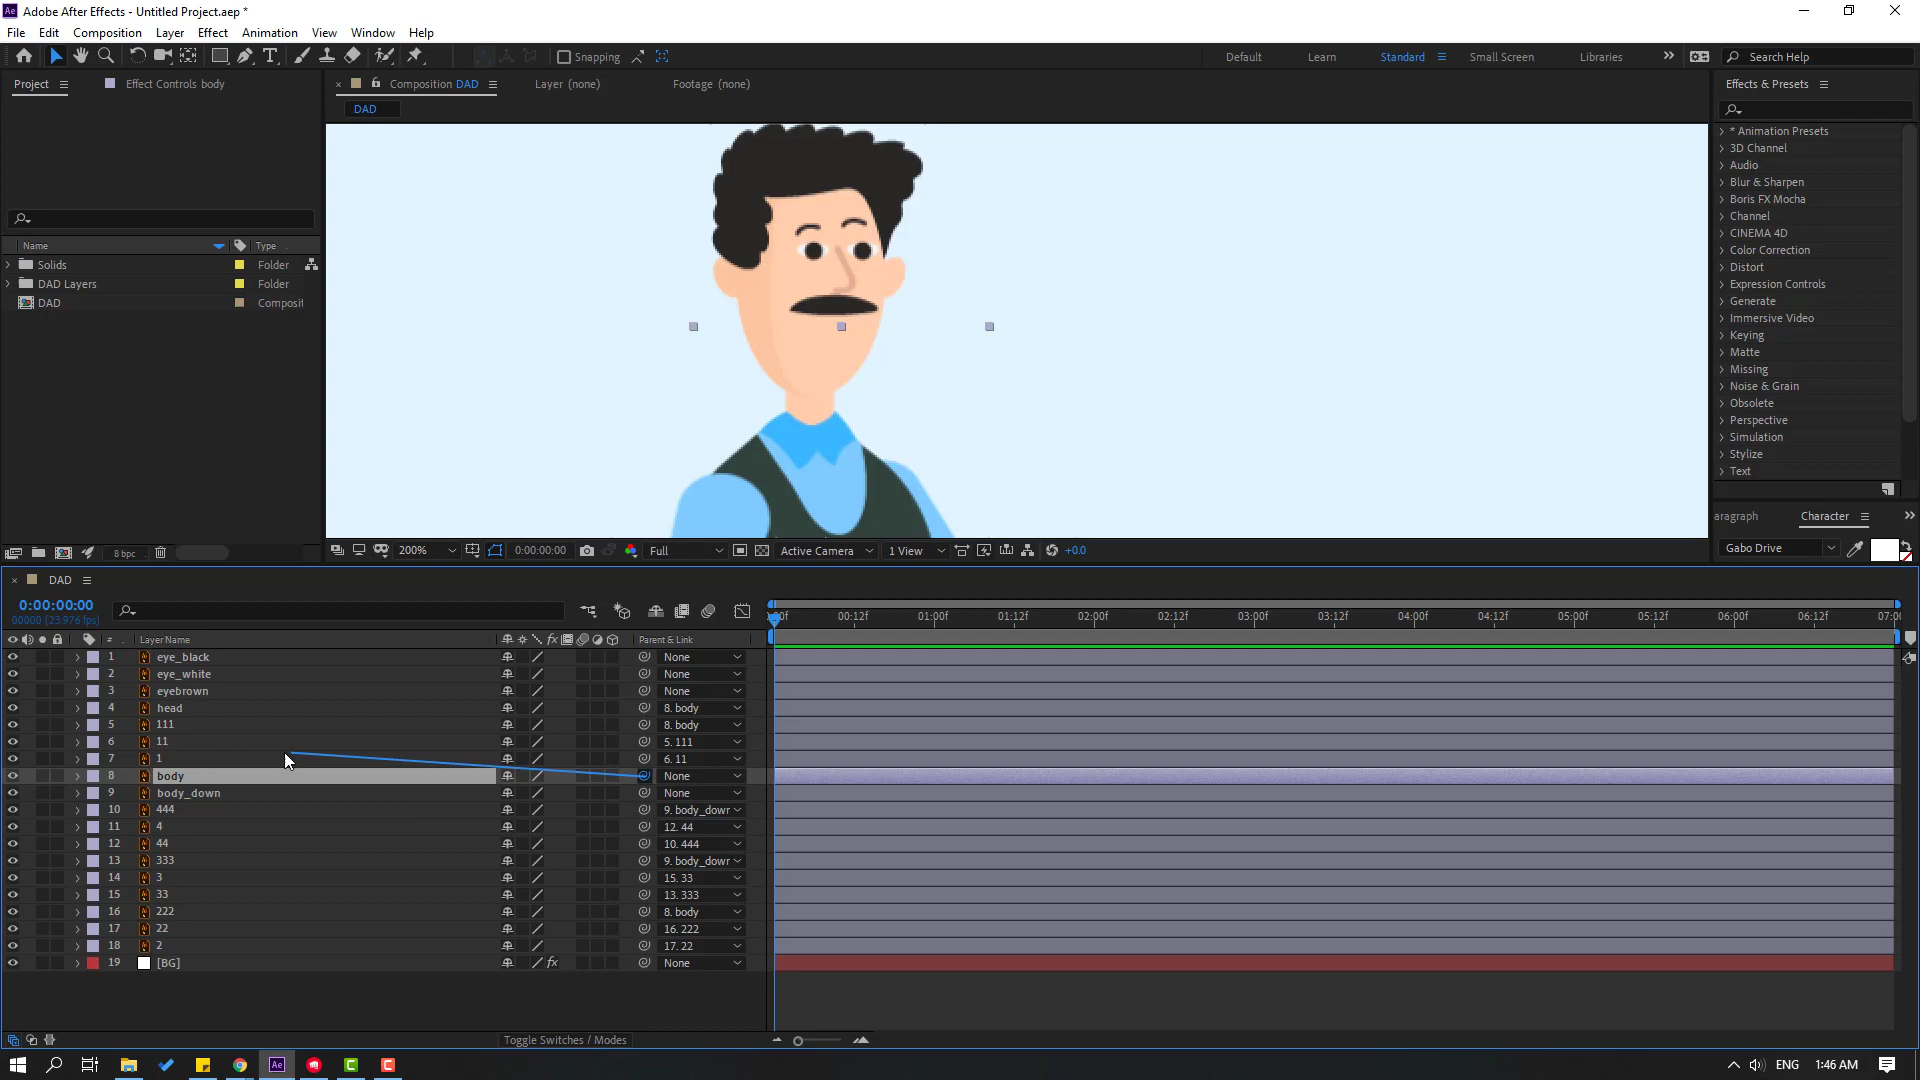 Adobe After Effects - Untitled Project.aep *
File Edit Composition Layer Effect Animation View Window Help
Snapping
Default Learn Standard Small Screen Libraries
Search Help
Project
Effect Controls body
Composition DAD
Layer (none)
Footage (none)
DAD
Effects & Presets
* Animation Presets
3D Channel
Audio
Blur & Sharpen
Boris FX Mocha
Channel
CINEMA 4D
Color Correction
Distort
Expression Controls
Generate
Immersive Video
Keying
Matte
Missing
Noise & Grain
Obsolete
Perspective
Simulation
Stylize
Text
Name Type
Solids Folder
DAD Layers Folder
DAD Composit
8 bpc
200% 0:00:00:00 Full Active Camera 1 View +0.0
aragraph Character
Gabo Drive
DAD
0:00:00:00
00000 (23.976 fps)
:00f 00:12f 01:00f 01:12f 02:00f 02:12f 03:00f 03:12f 04:00f 04:12f 05:00f 05:12f 06:00f 06:12f 07:00
# Layer Name fx Parent & Link
1 eye_black None
2 eye_white None
3 eyebrown None
4 head 8. body
5 111 8. body
6 11 5. 111
7 1 6. 11
8 body None
9 body_down None
10 444 9. body_dowr
11 4 12. 44
12 44 10. 444
13 333 9. body_dowr
14 3 15. 33
15 33 13. 333
16 222 8. body
17 22 16. 222
18 2 17. 22
19 [BG] fx None
Toggle Switches / Modes
Ae
ENG 1:46 AM